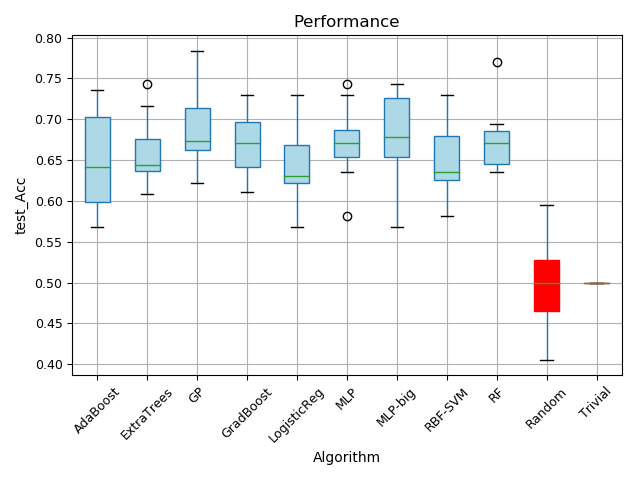 Performance
0.80
0.75
0.70
0.65
0.60
0.55
0.50
0.45
0.40
test_Acc
AdaBoost
ExtraTrees
GP
GradBoost
LogisticReg
MLP
MLP-big
RBF-SVM
RF
Random
Trivial
Algorithm